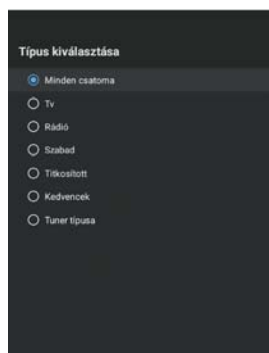 Típus kiválasztása
Minden csatorna
Tv
Rádió
Szabad
Titkosított
Kedvencek
Tuner típusa